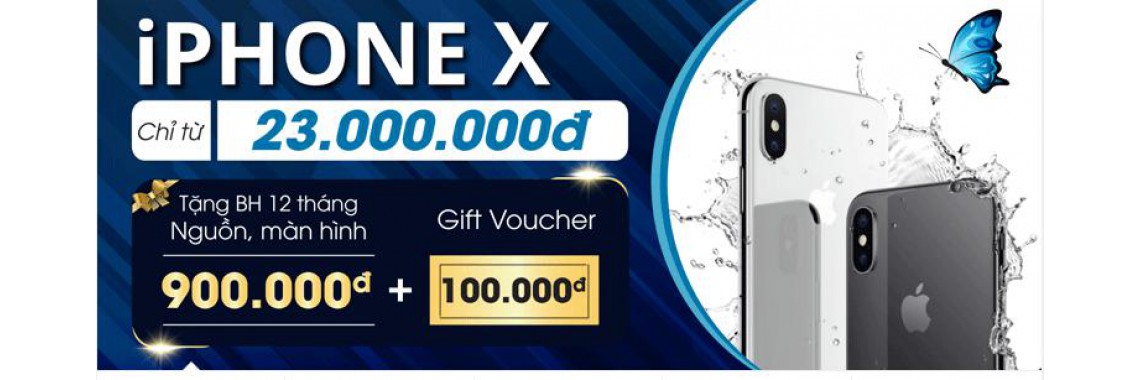 iPHONE X
Chỉ từ 23.000.000đ
Tặng BH 12 tháng
Nguồn, màn hình
900.000đ
+
Gift Voucher
100.000đ